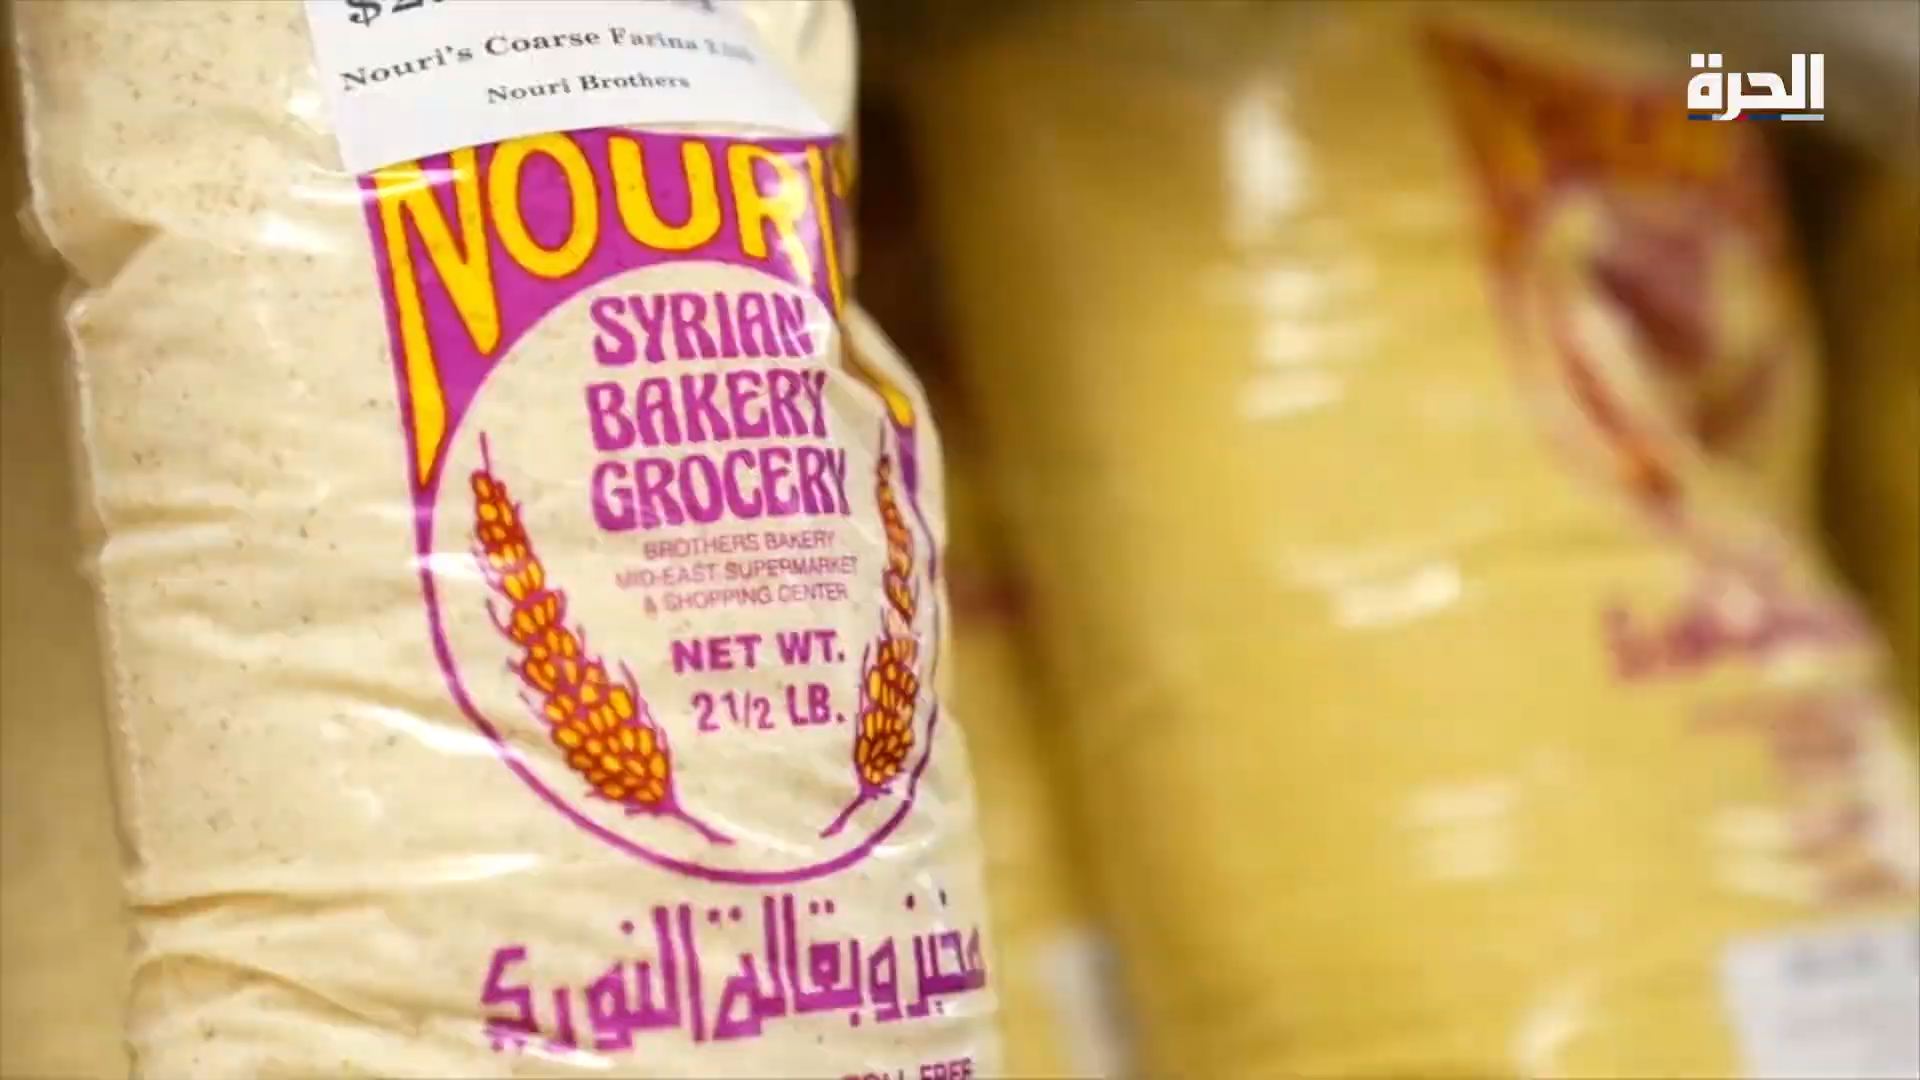 Nouri's Coarse Farina
Nouri Brothers
الحرة
NOURI'
SYRIAN
BAKERY
GROCERY
BROTHERS BAKERY
MID-EAST SUPERMARKET
& SHOPPING CENTER
NET WT.
2 1/2 LB.
مخبز وبقالة النوري